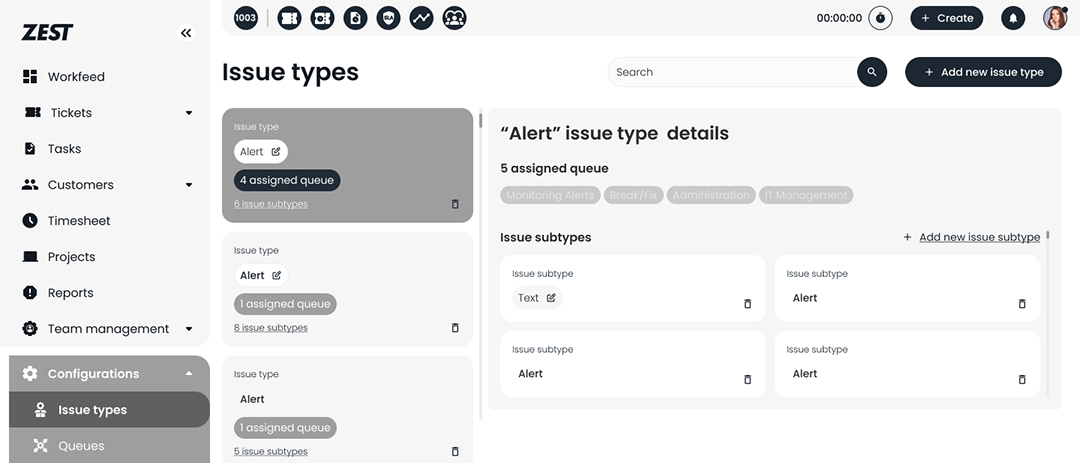 ZEST
1003
SLA
00:00:00
+ Create
Workfeed
Tickets
Tasks
Customers
Timesheet
Projects
Reports
Team management
Configurations
Issue types
Queues
Issue types
Search
+ Add new issue type
Issue type
Alert
4 assigned queue
6 issue subtypes
Issue type
Alert
1 assigned queue
8 issue subtypes
Issue type
Alert
1 assigned queue
5 issue subtypes
“Alert” issue type details
5 assigned queue
Monitoring Alerts Break/Fix Administration IT Management
Issue subtypes
+ Add new issue subtype
Issue subtype
Text
Issue subtype
Alert
Issue subtype
Alert
Issue subtype
Alert